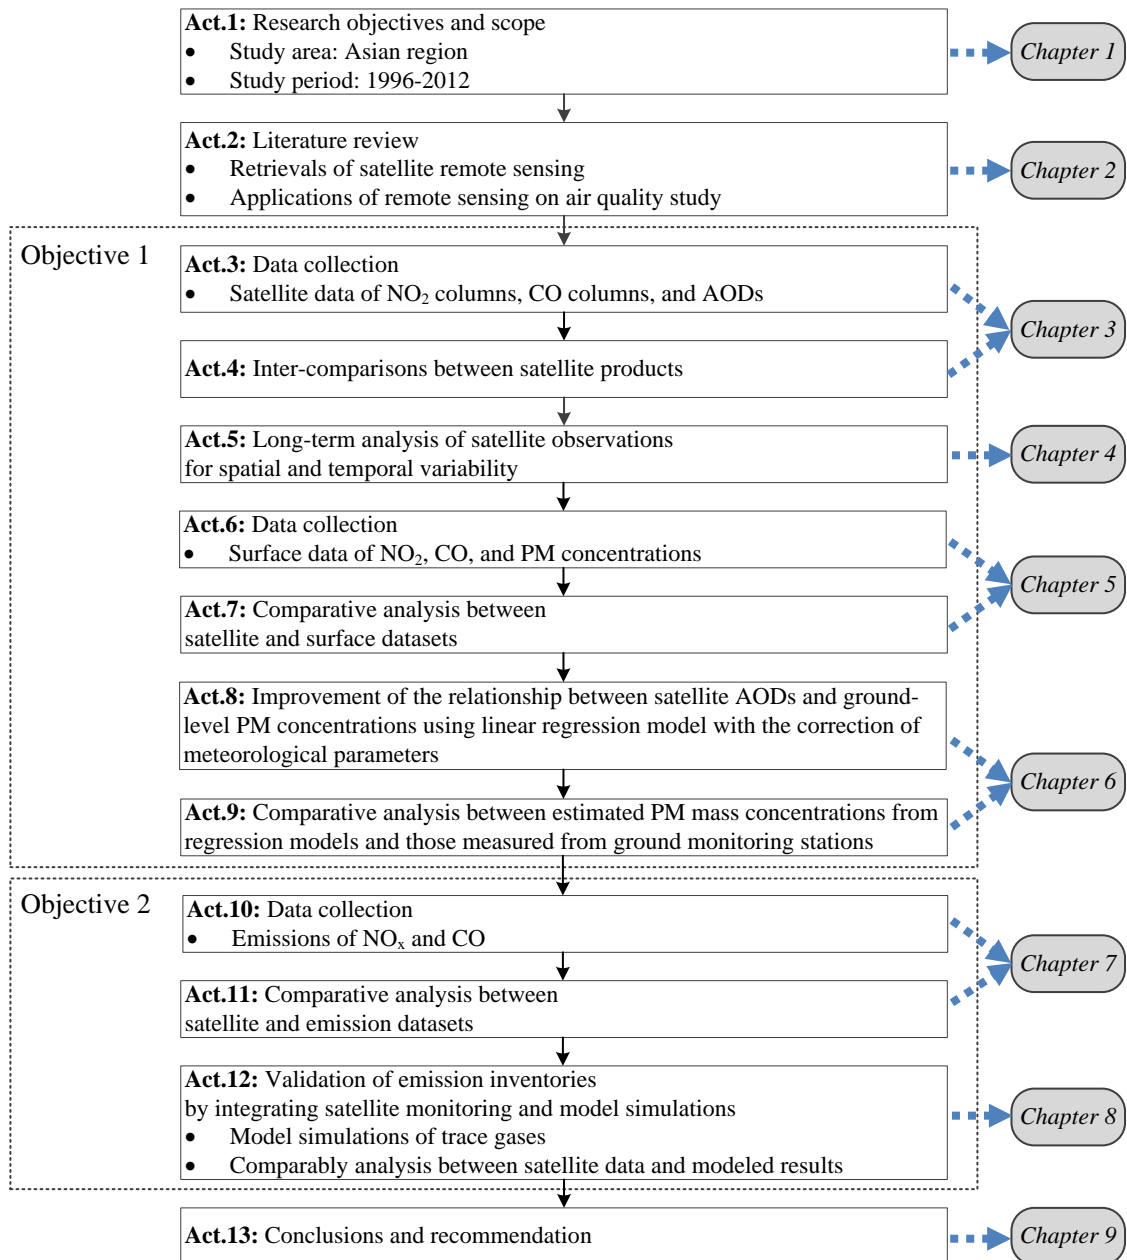 Act.1: Research objectives and scope
• Study area: Asian region
• Study period: 1996-2012
Chapter 1
Act.2: Literature review
• Retrievals of satellite remote sensing
• Applications of remote sensing on air quality study
Chapter 2
Objective 1
Act.3: Data collection
• Satellite data of NO₂ columns, CO columns, and AODs
Chapter 3
Act.4: Inter-comparisons between satellite products
Act.5: Long-term analysis of satellite observations
for spatial and temporal variability
Chapter 4
Act.6: Data collection
• Surface data of NO₂, CO, and PM concentrations
Chapter 5
Act.7: Comparative analysis between
satellite and surface datasets
Act.8: Improvement of the relationship between satellite AODs and ground-
level PM concentrations using linear regression model with the correction of
meteorological parameters
Chapter 6
Act.9: Comparative analysis between estimated PM mass concentrations from
regression models and those measured from ground monitoring stations
Objective 2
Act.10: Data collection
• Emissions of NOₓ and CO
Chapter 7
Act.11: Comparative analysis between
satellite and emission datasets
Act.12: Validation of emission inventories
by integrating satellite monitoring and model simulations
• Model simulations of trace gases
• Comparably analysis between satellite data and modeled results
Chapter 8
Act.13: Conclusions and recommendation
Chapter 9